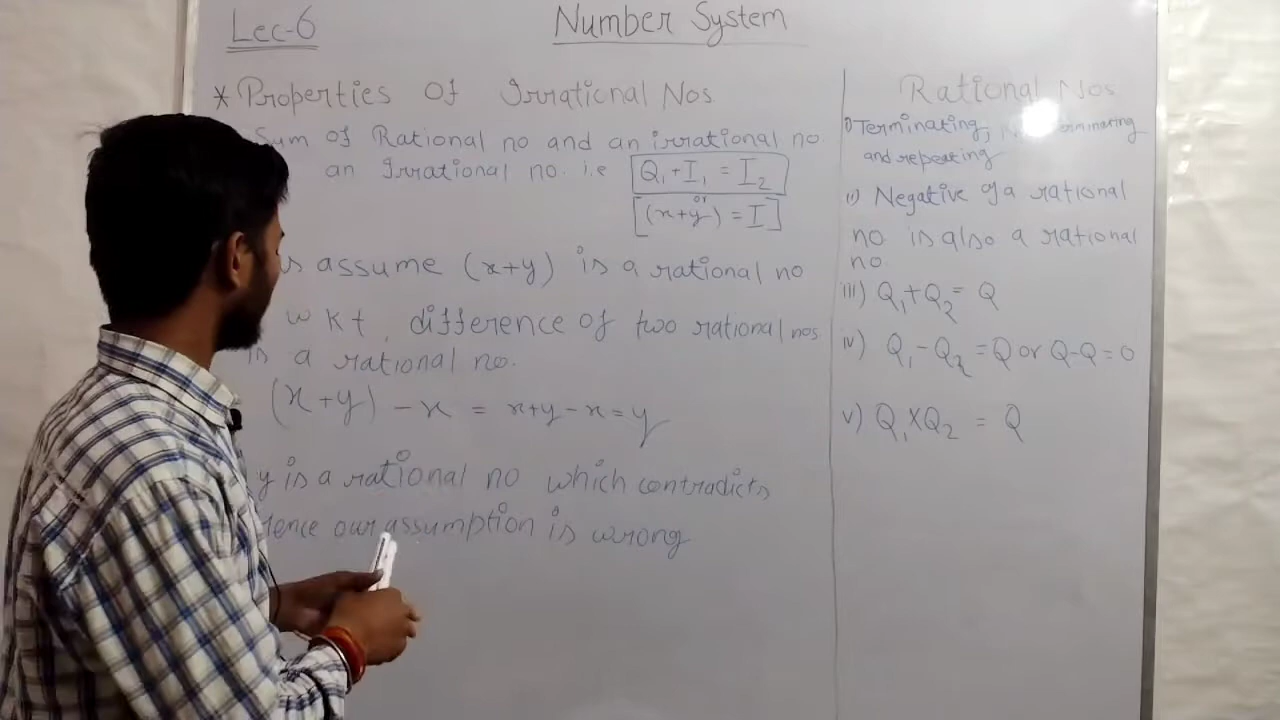 Lec-6
Number System
* Properties Of Irrational Nos
Sum of Rational no and an irrational no
an Irrational no. i.e Q₁+I₁ = I₂
or
[(x+y) = I]
s assume (x+y) is a rational no
w k t, difference of two rational nos
is a rational no.
(x+y) - x = x+y-x=y
y is a rational no which contradicts
Hence our assumption is wrong
Rational Nos
i) Terminating, terminating
and repeating
ii) Negative of a rational
no is also a rational
no.
iii) Q₁+Q₂ = Q
iv) Q₁-Q₂ = Q or Q-Q=0
v) Q₁×Q₂ = Q